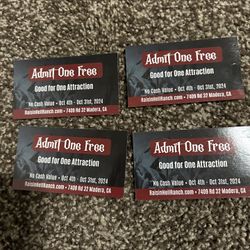 Admit One Free
Good for One Attraction
No Cash Value • Oct 4th - Oct 31st, 2024
RaisinHellRanch.com • 7409 Rd 32 Madera, CA
Admit One Free
Good for One Attraction
No Cash Value • Oct 4th - Oct 31st, 2024
RaisinHellRanch.com • 7409 Rd 32 Madera, CA
Admit One Free
Good for One Attraction
No Cash Value • Oct 4th - Oct 31st, 2024
RaisinHellRanch.com • 7409 Rd 32 Madera, CA
Admit One Free
Good for One Attraction
No Cash Value • Oct 4th - Oct 31st, 2024
RaisinHellRanch.com • 7409 Rd 32 Madera, CA